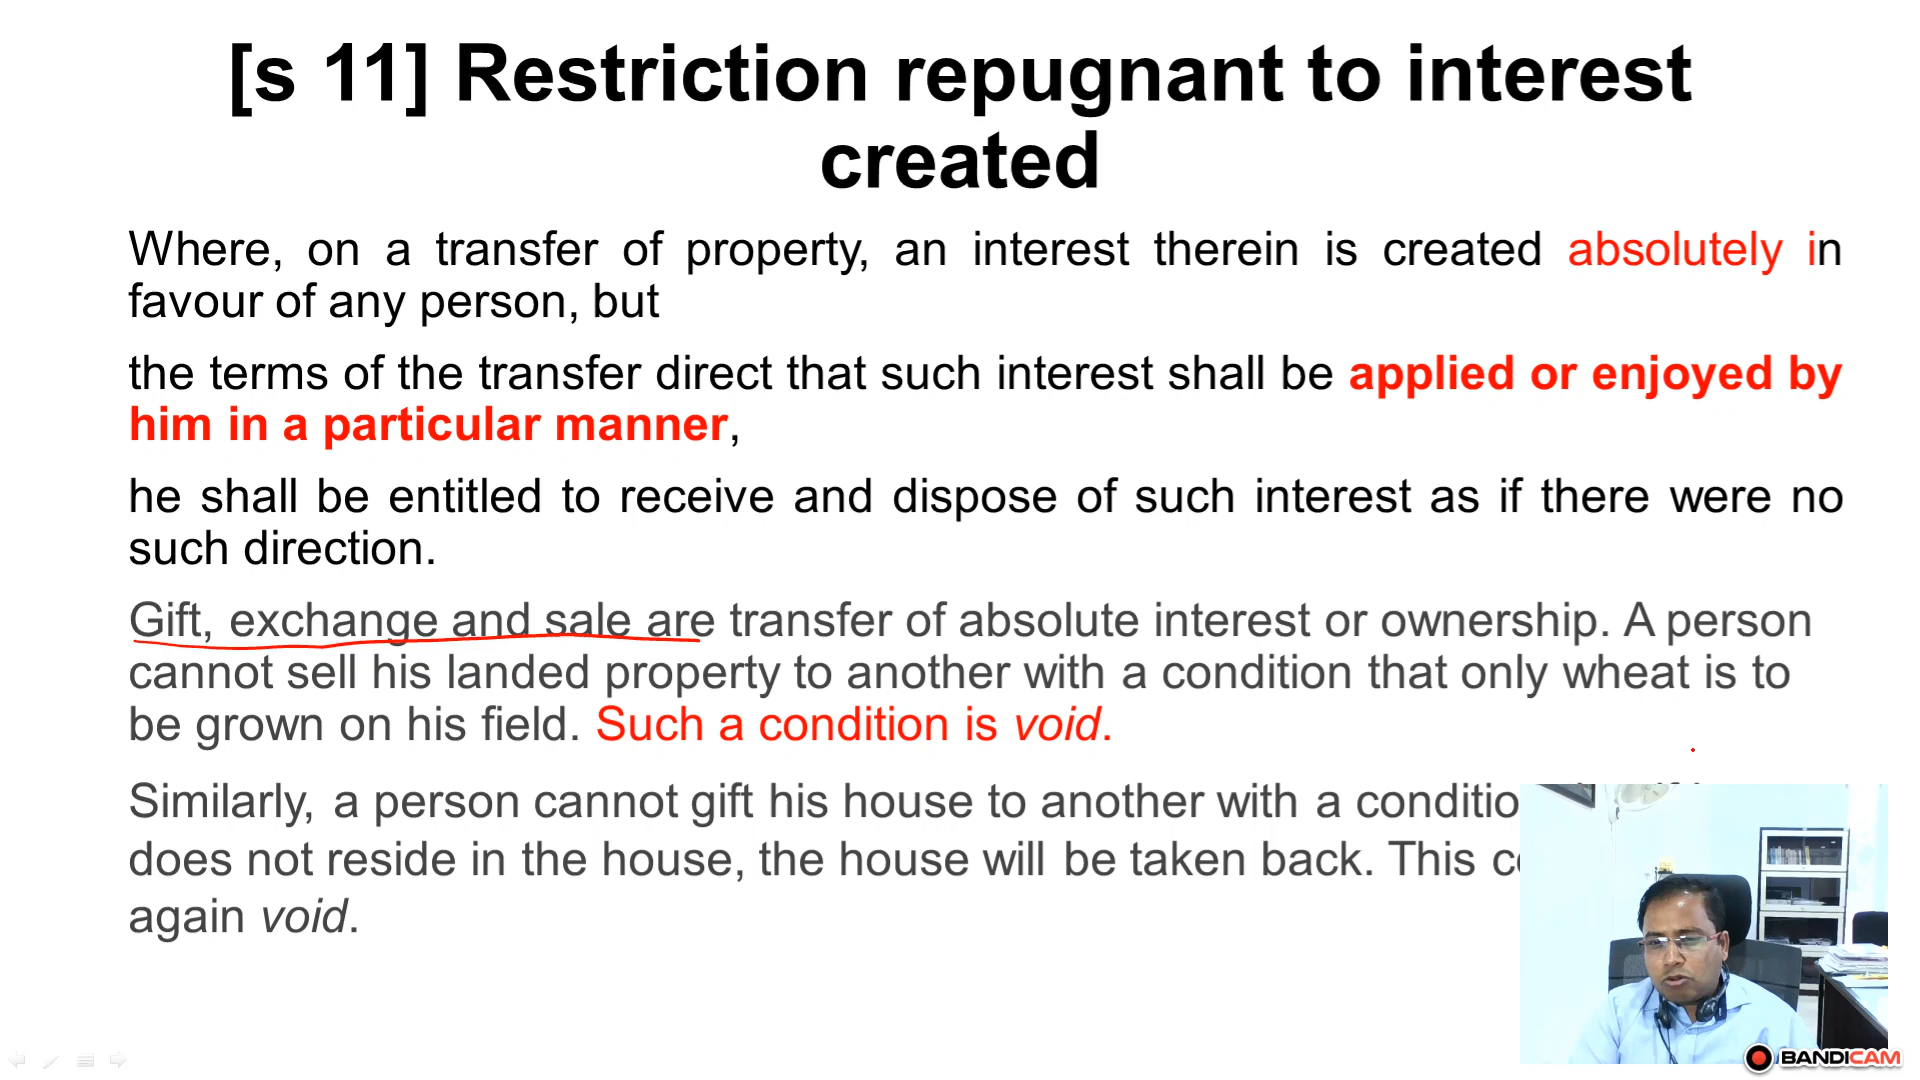 [s 11] Restriction repugnant to interest
created
Where, on a transfer of property, an interest therein is created absolutely in
favour of any person, but
the terms of the transfer direct that such interest shall be applied or enjoyed by
him in a particular manner,
he shall be entitled to receive and dispose of such interest as if there were no
such direction.
Gift, exchange and sale are transfer of absolute interest or ownership. A person
cannot sell his landed property to another with a condition that only wheat is to
be grown on his field. Such a condition is void.
Similarly, a person cannot gift his house to another with a
does not reside in the house, the house will be taken back. This
again void.
BANDICAM